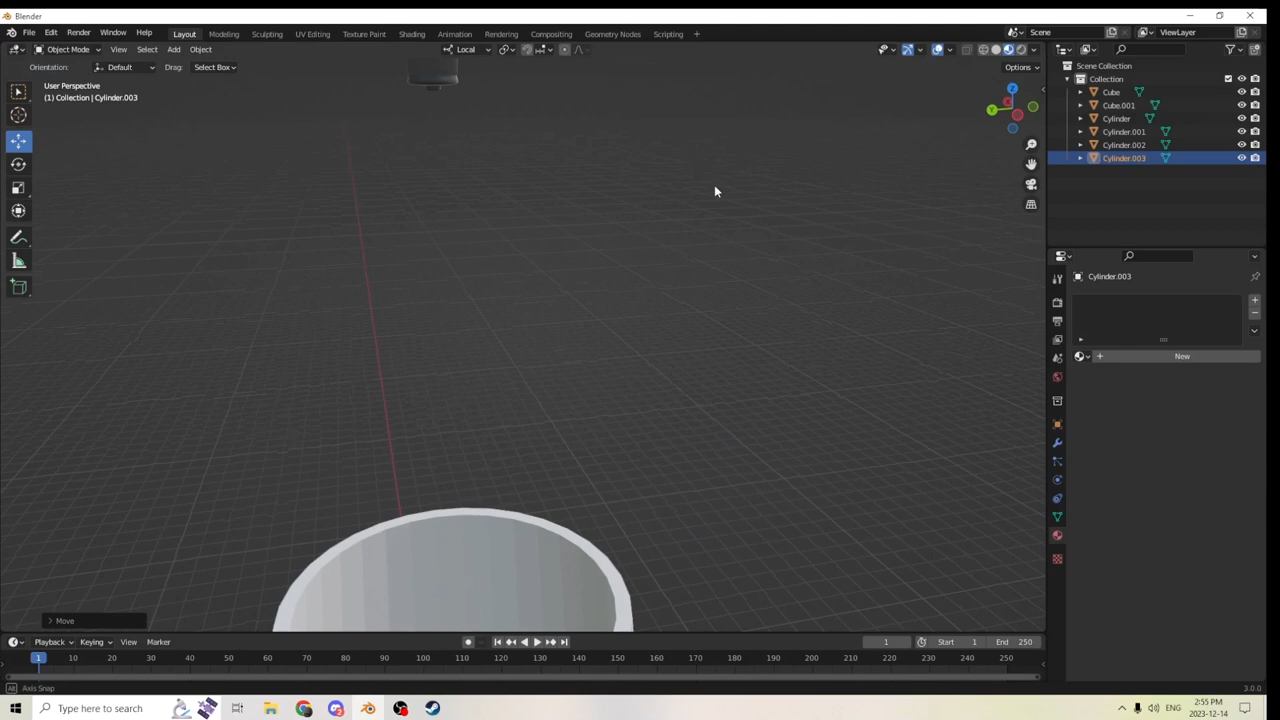 Blender
File Edit Render Window Help Layout Modeling Sculpting UV Editing Texture Paint Shading Animation Rendering Compositing Geometry Nodes Scripting + Scene ViewLayer
Object Mode View Select Add Object Local
Orientation: Default Drag: Select Box Options
User Perspective
(1) Collection | Cylinder.003
Z
Y
Scene Collection
Collection
Cube
Cube.001
Cylinder
Cylinder.001
Cylinder.002
Cylinder.003
Cylinder.003
New
Move
Playback Keying View Marker 1 Start 1 End 250
1 10 20 30 40 50 60 70 80 90 100 110 120 130 140 150 160 170 180 190 200 210 220 230 240 250
Alt Axis Snap 3.0.0
Type here to search ENG 2:55 PM
2023-12-14